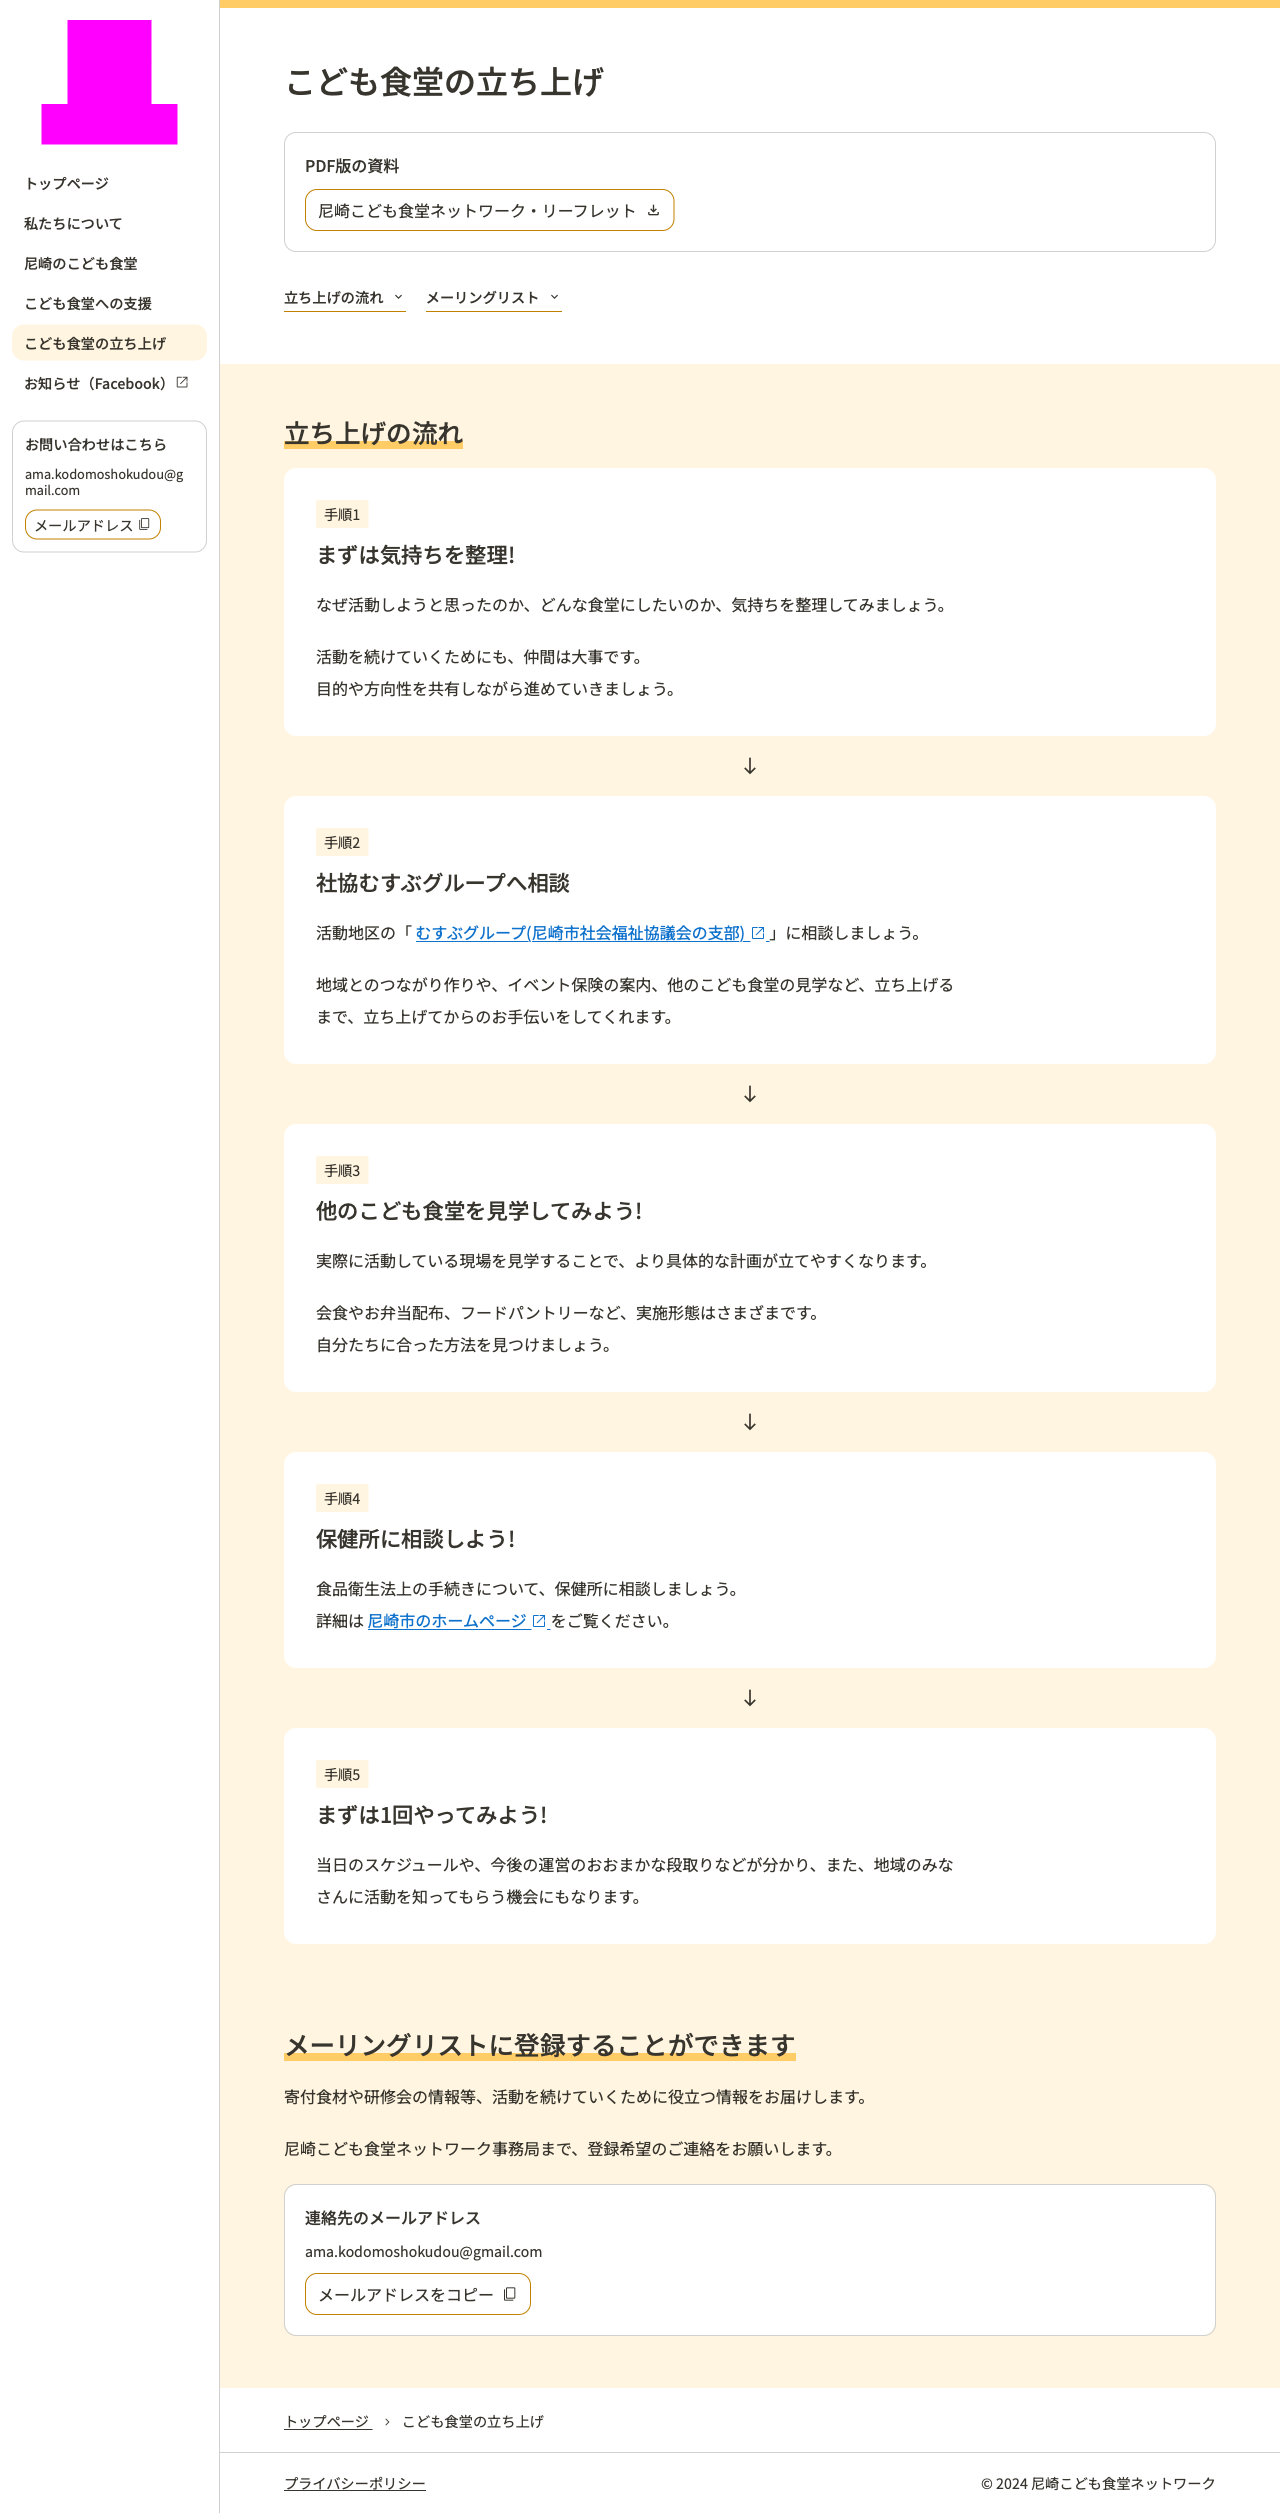 トップページ
私たちについて
尼崎のこども食堂
こども食堂への支援
こども食堂の立ち上げ
お知らせ（Facebook）
お問い合わせはこちら
ama.kodomoshokudou@g
mail.com
メールアドレス
こども食堂の立ち上げ
PDF版の資料
尼崎こども食堂ネットワーク・リーフレット
立ち上げの流れ
メーリングリスト
立ち上げの流れ
手順1
まずは気持ちを整理!
なぜ活動しようと思ったのか、どんな食堂にしたいのか、気持ちを整理してみましょう。
活動を続けていくためにも、仲間は大事です。
目的や方向性を共有しながら進めていきましょう。
↓
手順2
社協むすぶグループへ相談
活動地区の「むすぶグループ(尼崎市社会福祉協議会の支部)」に相談しましょう。
地域とのつながり作りや、イベント保険の案内、他のこども食堂の見学など、立ち上げる
まで、立ち上げてからのお手伝いをしてくれます。
↓
手順3
他のこども食堂を見学してみよう!
実際に活動している現場を見学することで、より具体的な計画が立てやすくなります。
会食やお弁当配布、フードパントリーなど、実施形態はさまざまです。
自分たちに合った方法を見つけましょう。
↓
手順4
保健所に相談しよう!
食品衛生法上の手続きについて、保健所に相談しましょう。
詳細は 尼崎市のホームページ をご覧ください。
↓
手順5
まずは1回やってみよう!
当日のスケジュールや、今後の運営のおおまかな段取りなどが分かり、また、地域のみな
さんに活動を知ってもらう機会にもなります。
メーリングリストに登録することができます
寄付食材や研修会の情報等、活動を続けていくために役立つ情報をお届けします。
尼崎こども食堂ネットワーク事務局まで、登録希望のご連絡をお願いします。
連絡先のメールアドレス
ama.kodomoshokudou@gmail.com
メールアドレスをコピー
トップページ › こども食堂の立ち上げ
プライバシーポリシー
© 2024 尼崎こども食堂ネットワーク